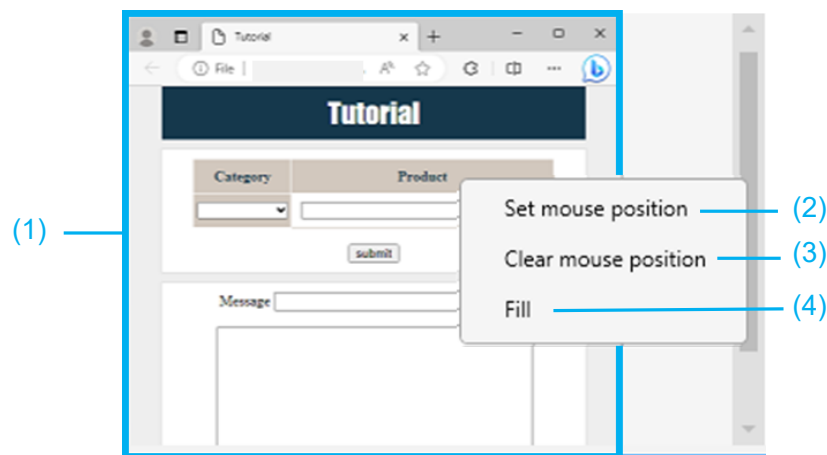 Tutorial
File
Tutorial
Category Product
submit
Message
Set mouse position
Clear mouse position
Fill
(1)
(2)
(3)
(4)